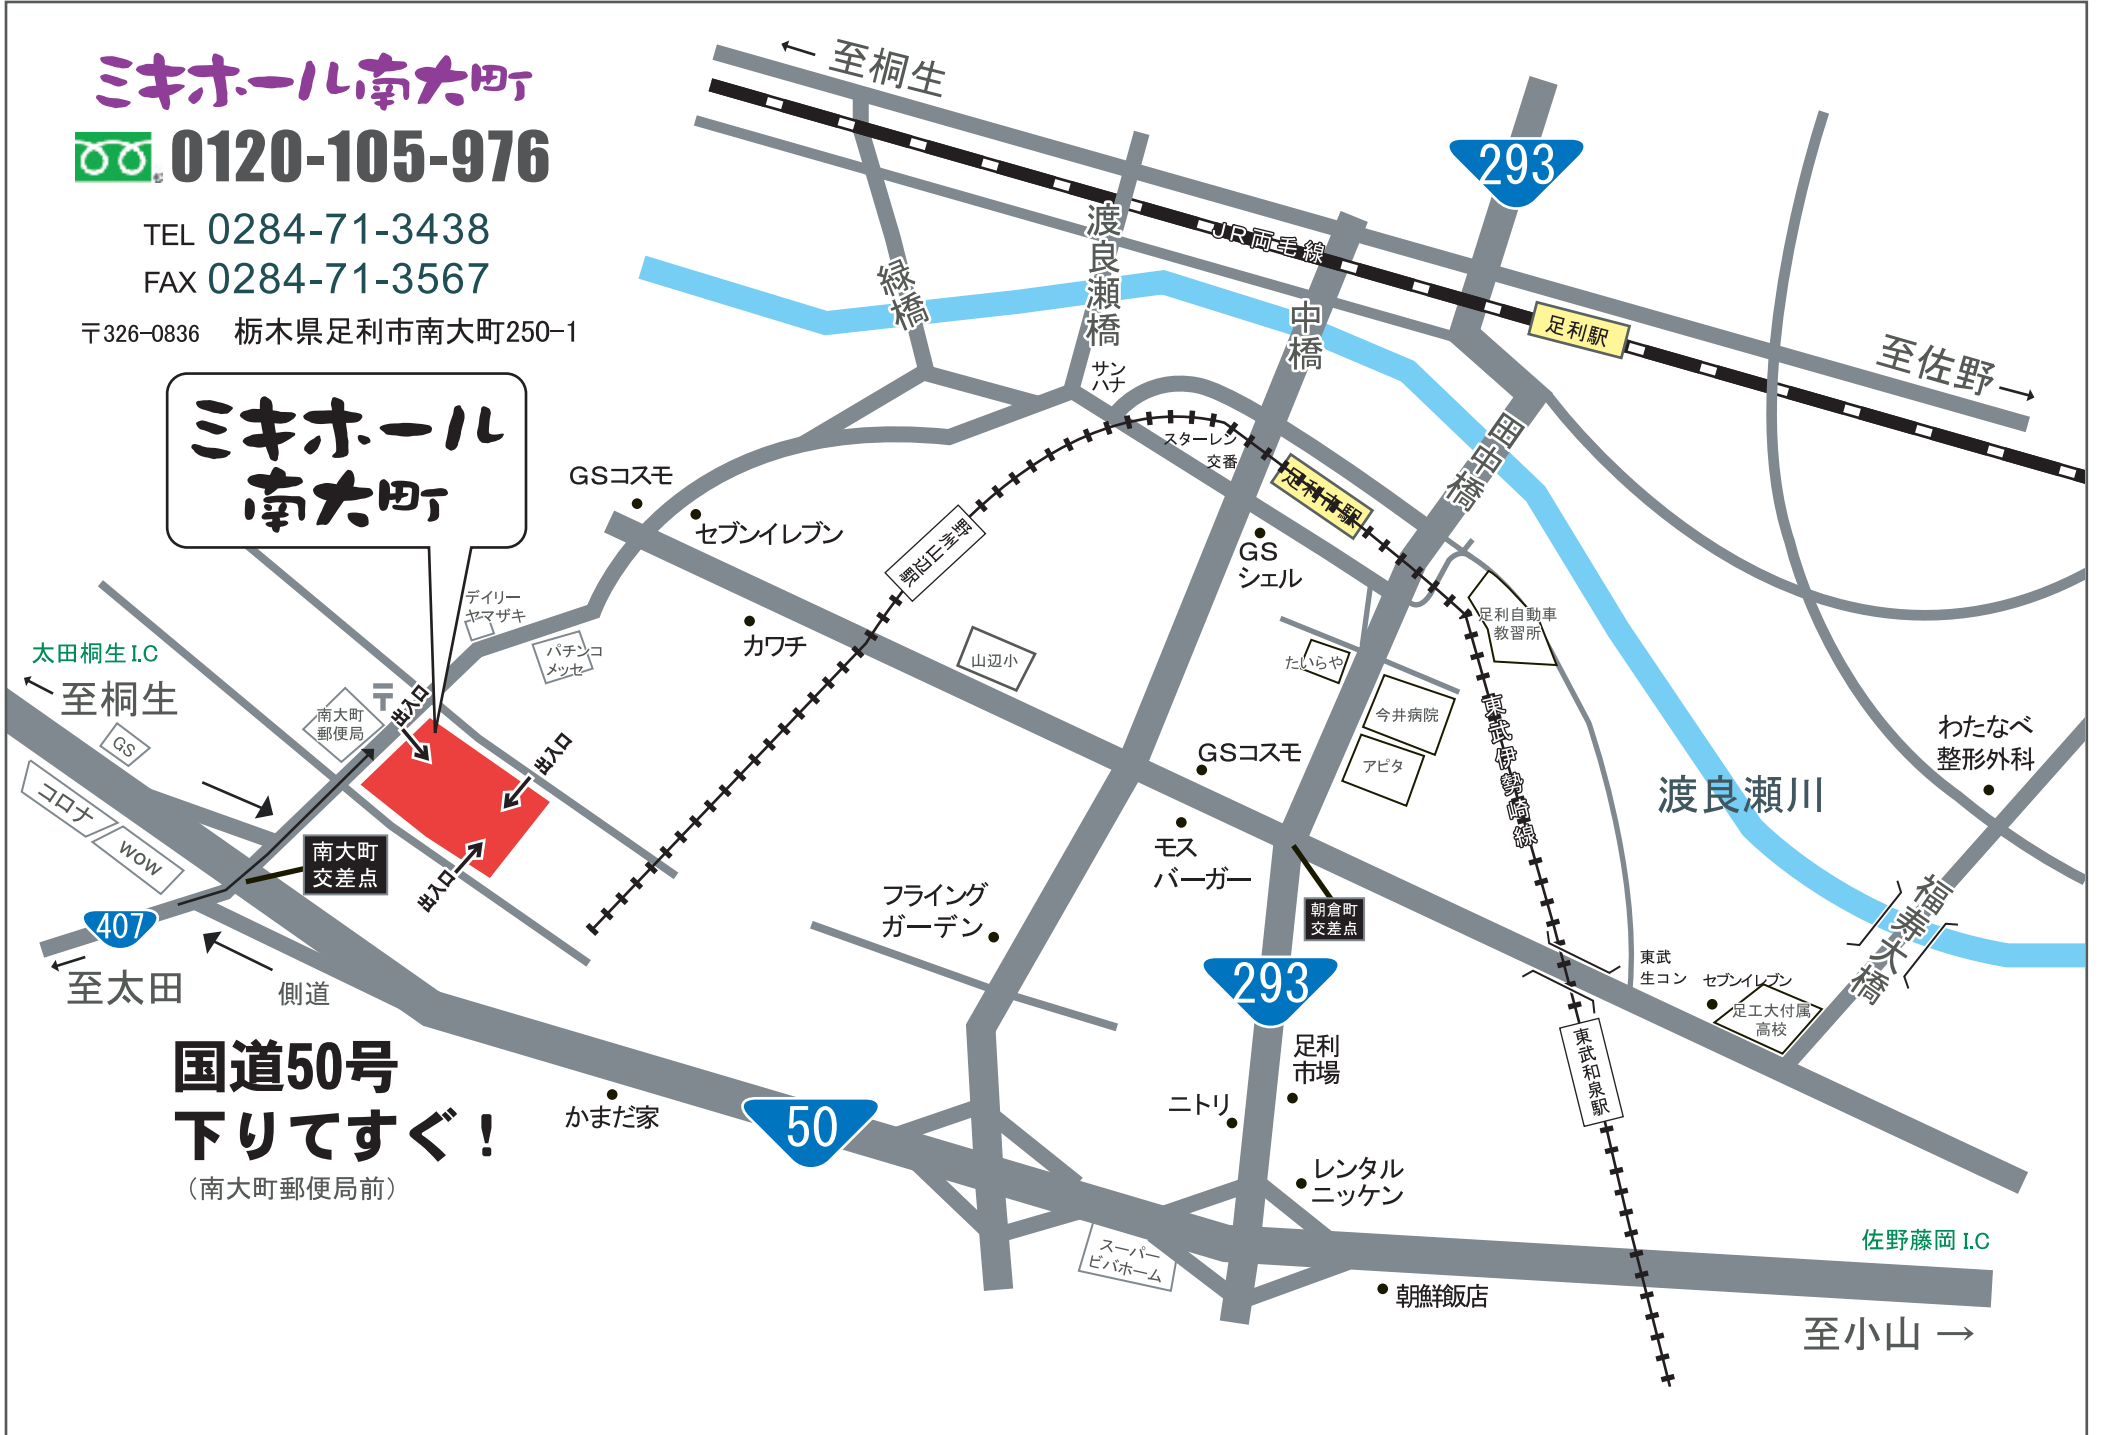 ミキホール南大町
0120-105-976
TEL 0284-71-3438
FAX 0284-71-3567
〒326-0836 栃木県足利市南大町250-1
ミキホール
南大町
←至桐生
293
JR両毛線
足利駅
至佐野→
緑橋
渡良瀬橋
中橋
田中橋
サン
ハナ
スターレン
交番
足利市駅
GSコスモ
セブンイレブン
野州山辺駅
GS
シェル
カワチ
デイリー
ヤマザキ
パチンコ
メッセ
山辺小
たいらや
足利自動車
教習所
今井病院
アピタ
東武伊勢崎線
渡良瀬川
わたなべ
整形外科
太田桐生I.C
←至桐生
GS
コロナ
WOW
南大町
郵便局
〒
出入口
出入口
出入口
南大町
交差点
407
←至太田
側道
GSコスモ
モス
バーガー
フライング
ガーデン
朝倉町
交差点
293
福寿大橋
東武
生コン
セブンイレブン
足工大付属
高校
東武和泉駅
国道50号
下りてすぐ！
（南大町郵便局前）
かまだ家
50
足利
市場
ニトリ
レンタル
ニッケン
スーパー
ビバホーム
朝鮮飯店
佐野藤岡I.C
至小山→